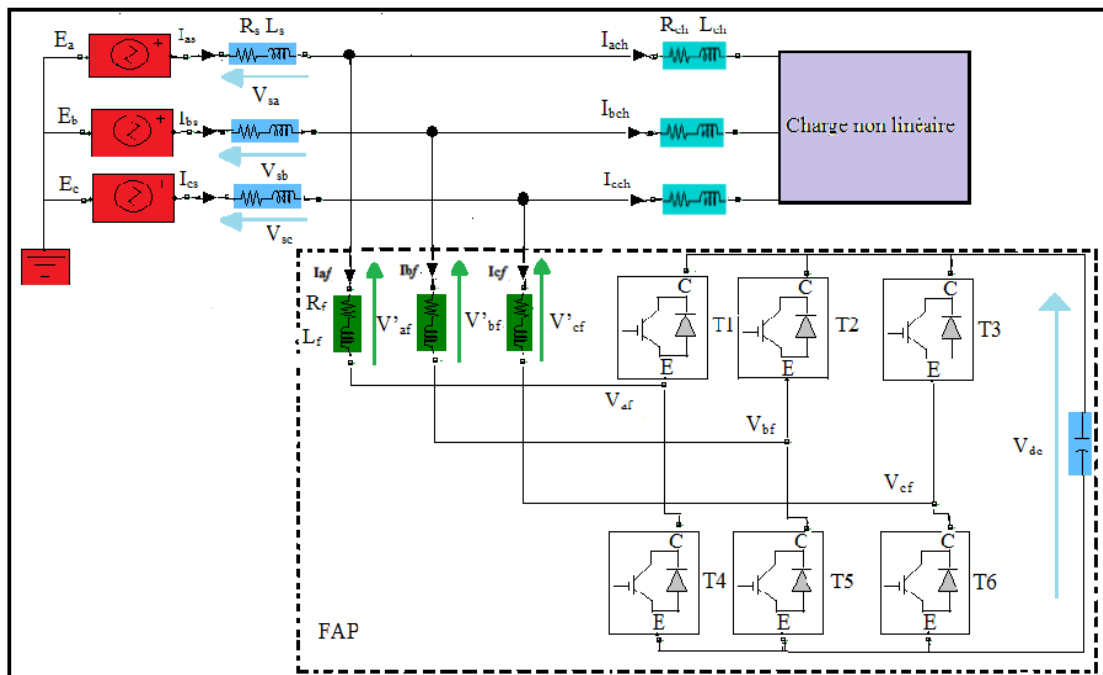 Ea Ias Rs Ls Iach Rch Lch
Vsa
Eb Ibs Ibch Charge non linéaire
Vsb
Ec Ics Icch
Vsc
Iaf Ibf Icf
Rf Lf V'af V'bf V'cf
C E T1
C E T2
C E T3
Vaf
Vbf
Vcf
Vdc
C E T4
C E T5
C E T6
FAP